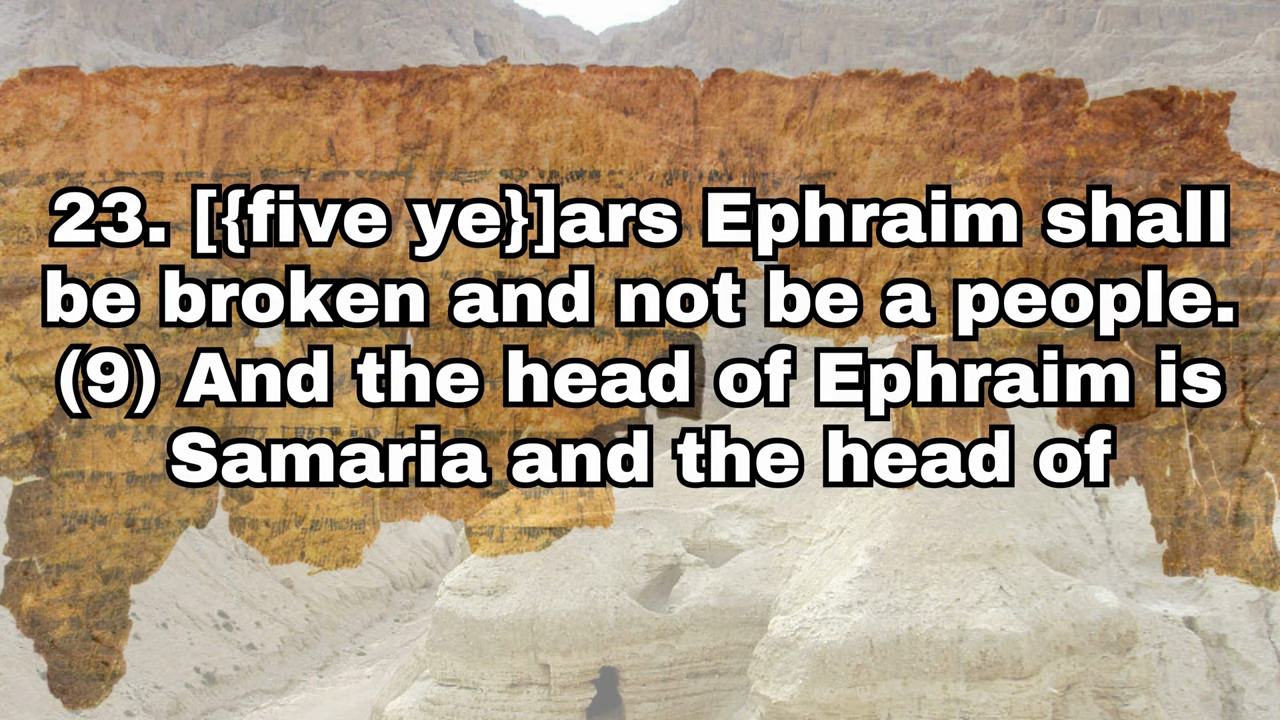 23. [{five ye}]ars Ephraim shall
be broken and not be a people.
(9) And the head of Ephraim is
Samaria and the head of